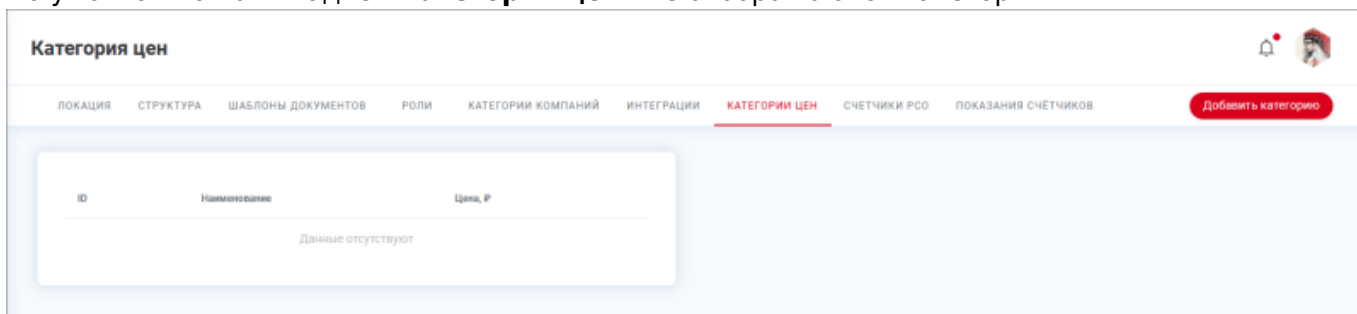 Категория цен
ЛОКАЦИЯ СТРУКТУРА ШАБЛОНЫ ДОКУМЕНТОВ РОЛИ КАТЕГОРИИ КОМПАНИЙ ИНТЕГРАЦИИ КАТЕГОРИИ ЦЕН СЧЕТЧИКИ РСО ПОКАЗАНИЯ СЧЁТЧИКОВ Добавить категорию
ID Наименование Цена, ₽
Данные отсутствуют